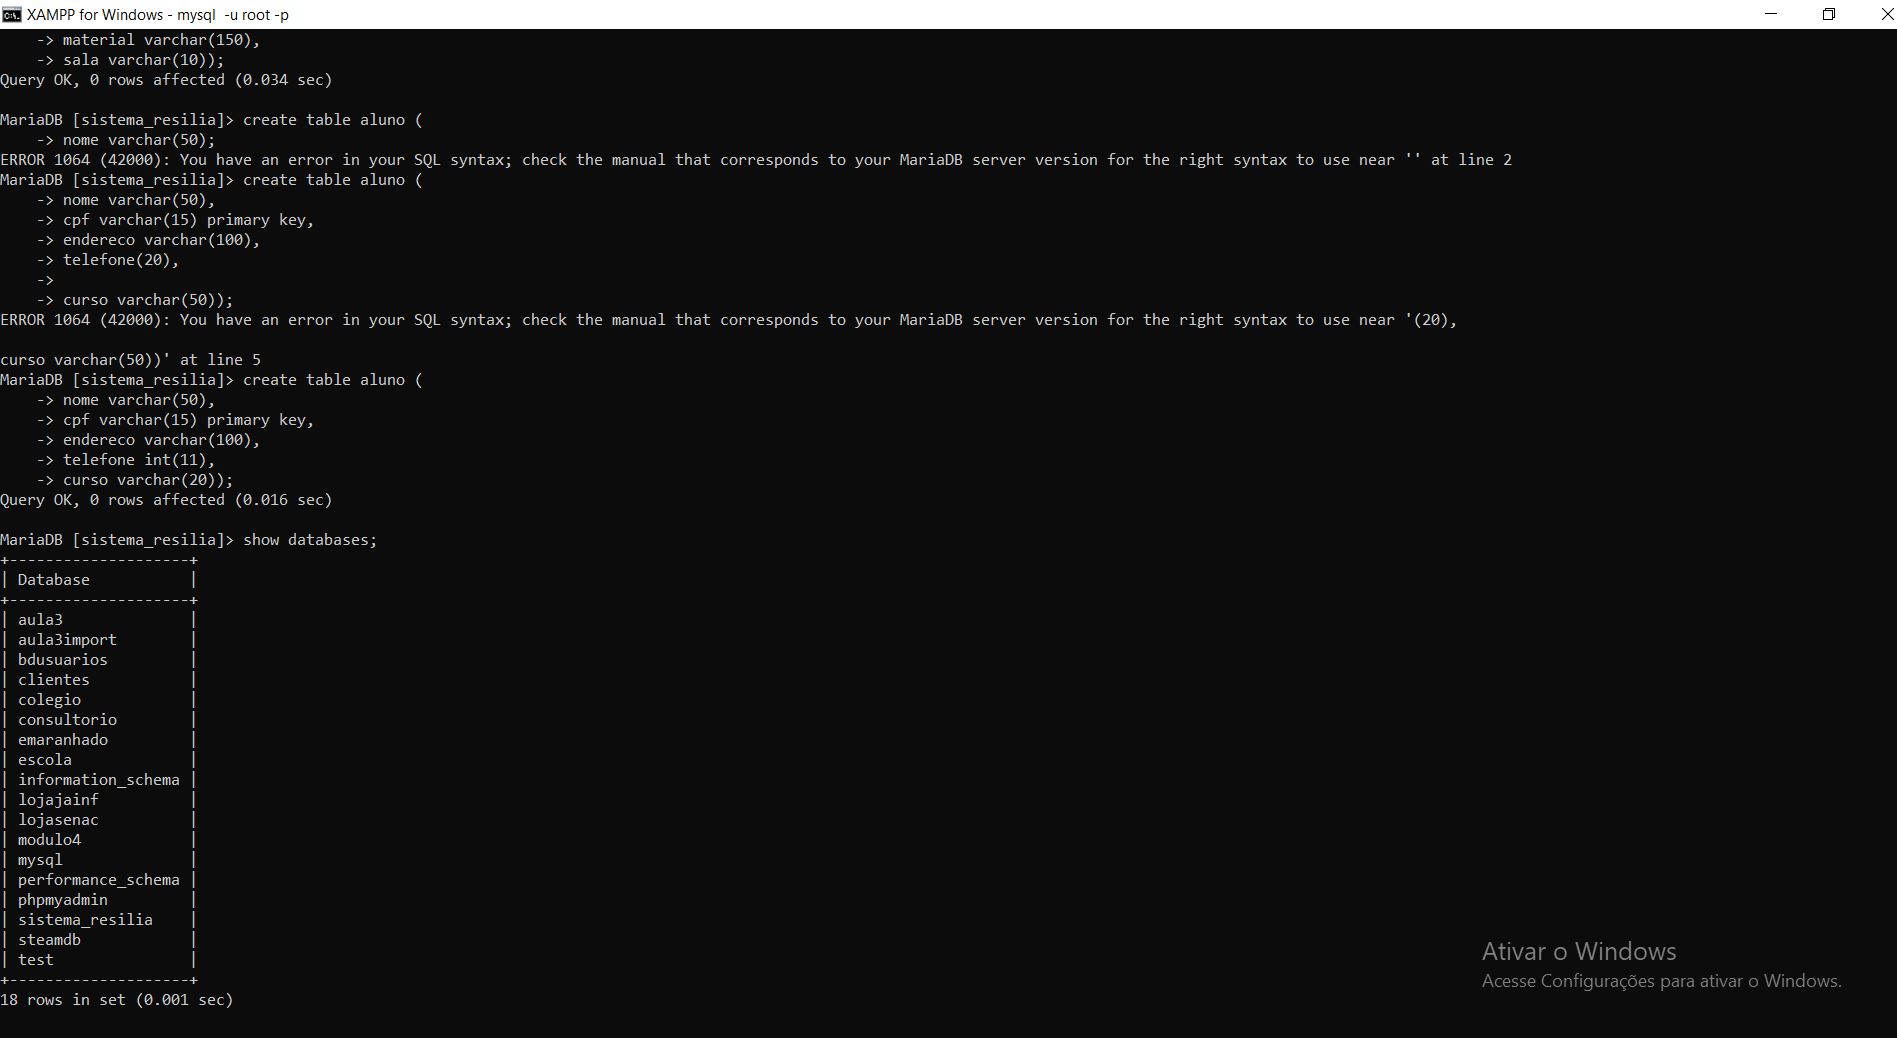 XAMPP for Windows - mysql  -u root -p
    -> material varchar(150),
    -> sala varchar(10));
Query OK, 0 rows affected (0.034 sec)
MariaDB [sistema_resilia]> create table aluno (
    -> nome varchar(50);
ERROR 1064 (42000): You have an error in your SQL syntax; check the manual that corresponds to your MariaDB server version for the right syntax to use near '' at line 2
MariaDB [sistema_resilia]> create table aluno (
    -> nome varchar(50),
    -> cpf varchar(15) primary key,
    -> endereco varchar(100),
    -> telefone(20),
    ->
    -> curso varchar(50));
ERROR 1064 (42000): You have an error in your SQL syntax; check the manual that corresponds to your MariaDB server version for the right syntax to use near '(20),
curso varchar(50))' at line 5
MariaDB [sistema_resilia]> create table aluno (
    -> nome varchar(50),
    -> cpf varchar(15) primary key,
    -> endereco varchar(100),
    -> telefone int(11),
    -> curso varchar(20));
Query OK, 0 rows affected (0.016 sec)
MariaDB [sistema_resilia]> show databases;
+--------------------+
| Database           |
+--------------------+
| aula3              |
| aula3import        |
| bdusuarios         |
| clientes           |
| colegio            |
| consultorio        |
| emaranhado         |
| escola             |
| information_schema |
| lojajainf          |
| lojasenac          |
| modulo4            |
| mysql              |
| performance_schema |
| phpmyadmin         |
| sistema_resilia    |
| steamdb            |
| test               |
+--------------------+
18 rows in set (0.001 sec)
Ativar o Windows
Acesse Configurações para ativar o Windows.